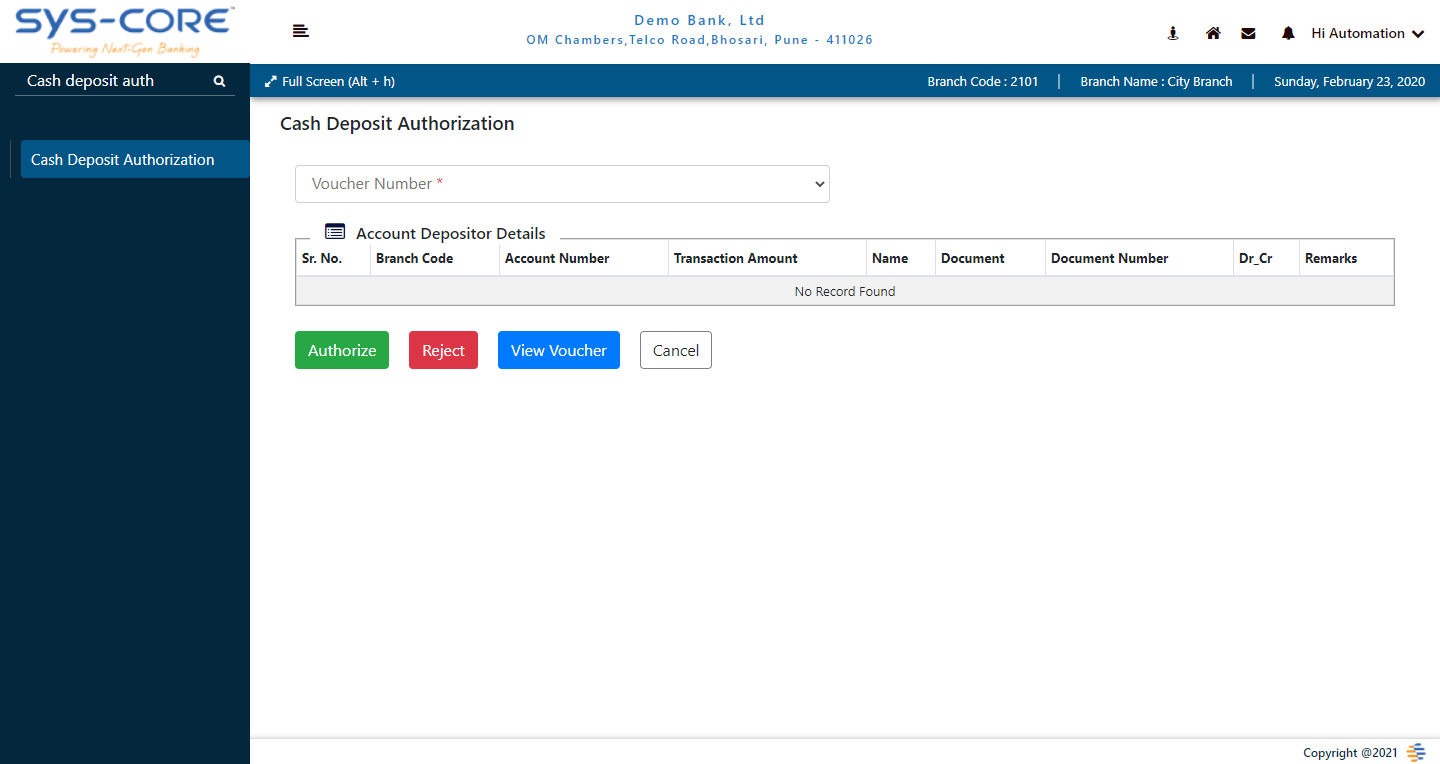 SYS-CORE™
Powering Next-Gen Banking
Demo Bank, Ltd
OM Chambers,Telco Road,Bhosari, Pune - 411026
Hi Automation
Cash deposit auth
Full Screen (Alt + h)
Branch Code : 2101 | Branch Name : City Branch | Sunday, February 23, 2020
Cash Deposit Authorization
Cash Deposit Authorization
Voucher Number *
Account Depositor Details
Sr. No. Branch Code Account Number Transaction Amount Name Document Document Number Dr_Cr Remarks
No Record Found
Authorize Reject View Voucher Cancel
Copyright @2021